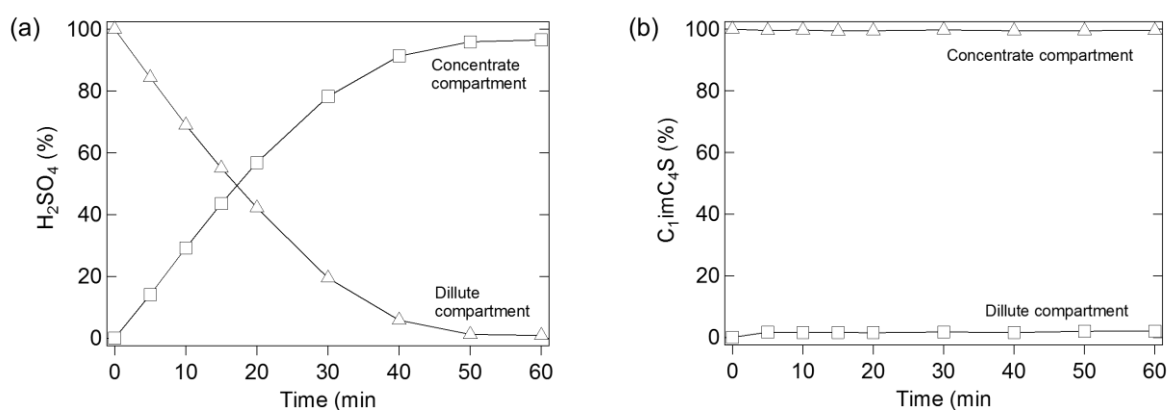 (a)
H₂SO₄ (%)
100
80
60
40
20
0
Concentrate
compartment
Dillute
compartment
0 10 20 30 40 50 60
Time (min
(b)
C₁imC₄S (%)
100
80
60
40
20
0
Concentrate compartment
Dillute compartment
0 10 20 30 40 50 60
Time (min